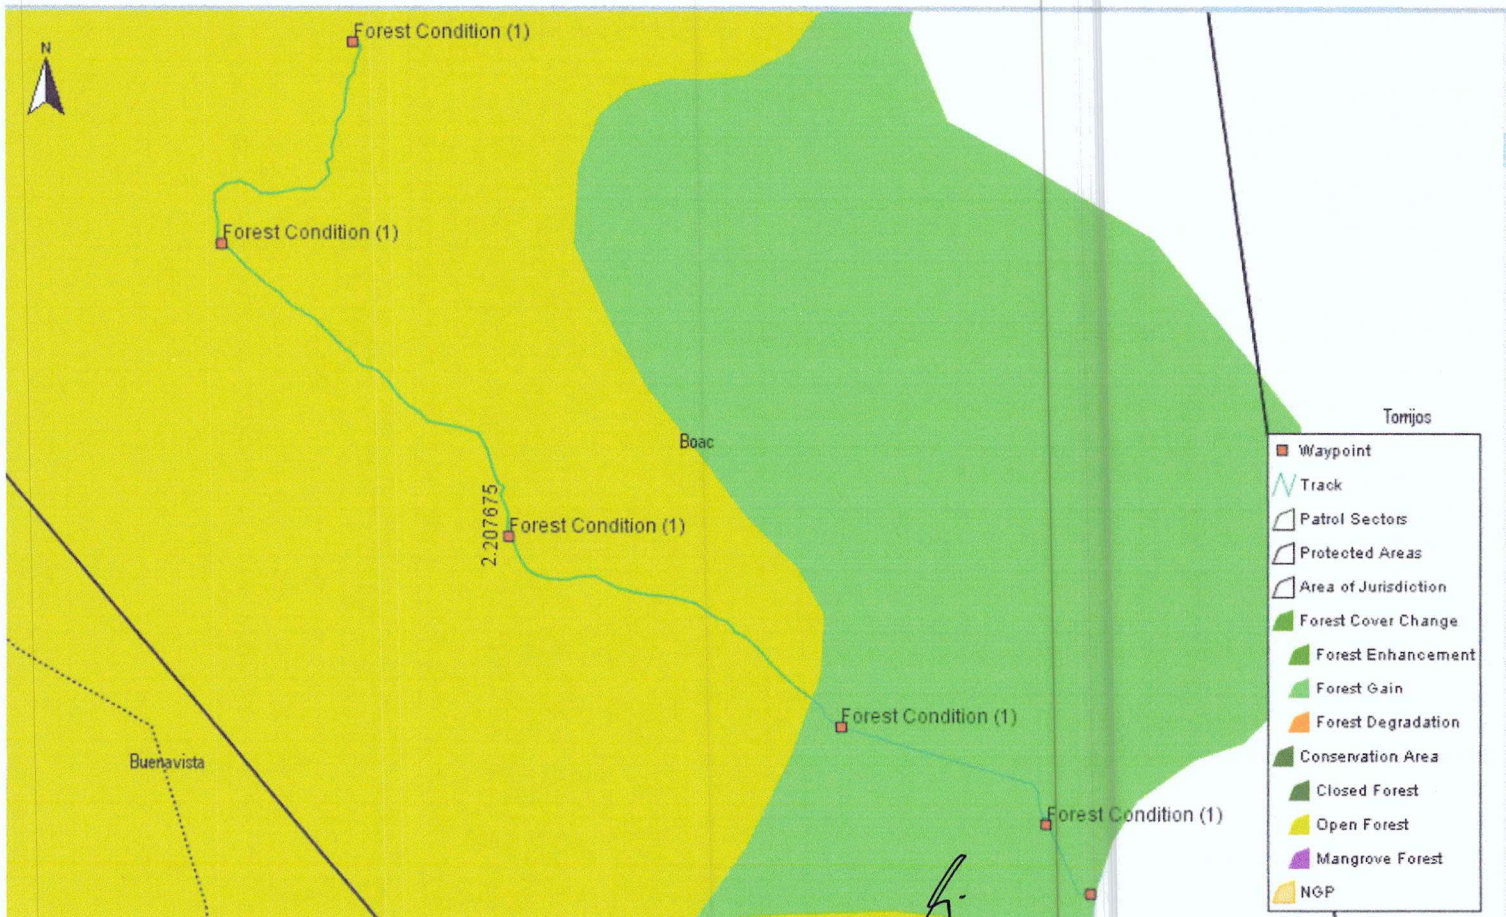 N
Forest Condition (1)
Forest Condition (1)
Torrijos
Boac
2.207675
Forest Condition (1)
Forest Condition (1)
Buenavista
Forest Condition (1)
Waypoint
Track
Patrol Sectors
Protected Areas
Area of Jurisdiction
Forest Cover Change
Forest Enhancement
Forest Gain
Forest Degradation
Conservation Area
Closed Forest
Open Forest
Mangrove Forest
NGP